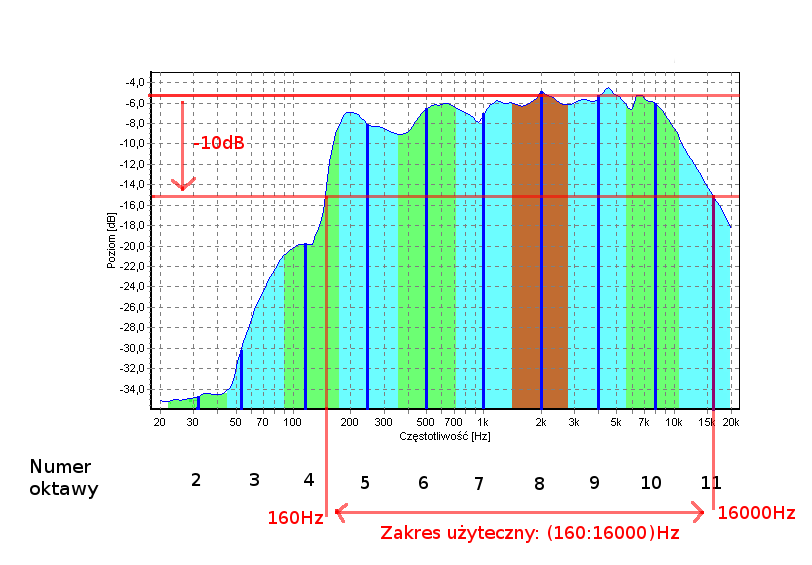 -4,0
-6,0
-8,0
-10,0
-12,0
-14,0
-16,0
-18,0
-20,0
-22,0
-24,0
-26,0
-28,0
-30,0
-32,0
-34,0
Poziom [dB]
-10dB
20 30 50 70 100 200 300 500 700 1k 2k 3k 5k 7k 10k 15k 20k
Częstotliwość [Hz]
Numer
oktawy
2 3 4 5 6 7 8 9 10 11
160Hz
16000Hz
Zakres użyteczny: (160:16000)Hz